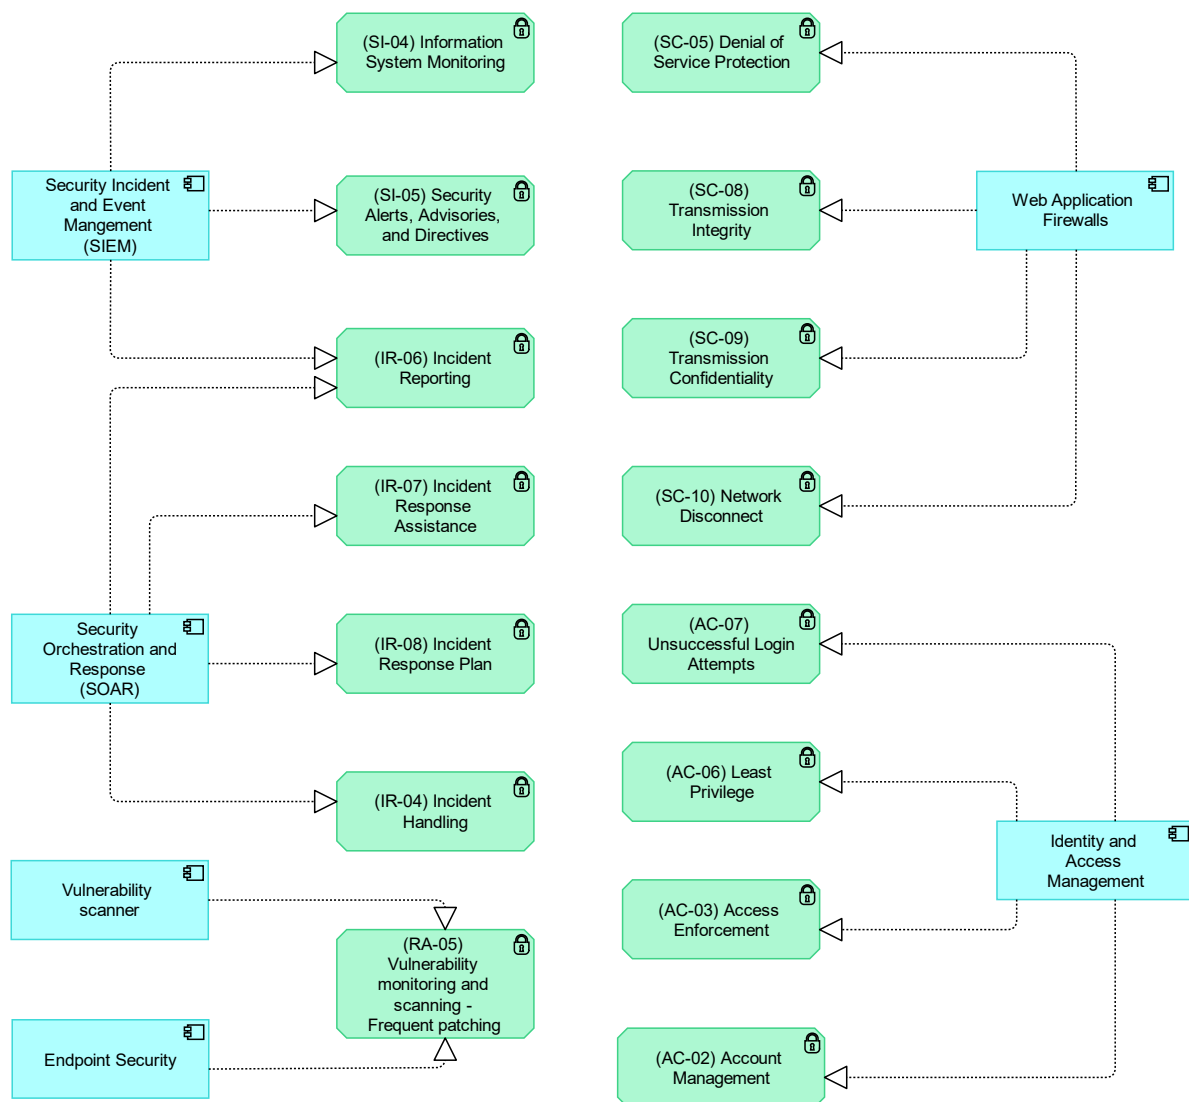 (SI-04) Information
System Monitoring
(SC-05) Denial of
Service Protection
Security Incident
and Event
Mangement
(SIEM)
(SI-05) Security
Alerts, Advisories,
and Directives
(SC-08)
Transmission
Integrity
Web Application
Firewalls
(IR-06) Incident
Reporting
(SC-09)
Transmission
Confidentiality
(IR-07) Incident
Response
Assistance
(SC-10) Network
Disconnect
Security
Orchestration and
Response
(SOAR)
(IR-08) Incident
Response Plan
(AC-07)
Unsuccessful Login
Attempts
(IR-04) Incident
Handling
(AC-06) Least
Privilege
Identity and
Access
Management
Vulnerability
scanner
(AC-03) Access
Enforcement
(RA-05)
Vulnerability
monitoring and
scanning -
Frequent patching
Endpoint Security
(AC-02) Account
Management